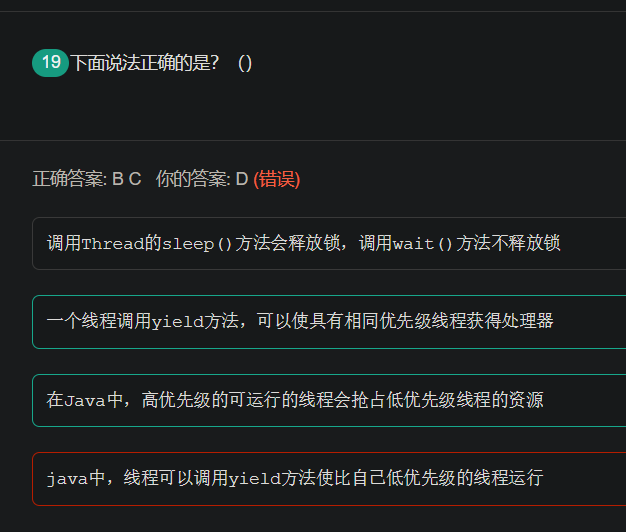 19 下面说法正确的是? ()
正确答案: B C 你的答案: D (错误)
调用Thread的sleep()方法会释放锁，调用wait()方法不释放锁
一个线程调用yield方法，可以使具有相同优先级线程获得处理器
在Java中，高优先级的可运行的线程会抢占低优先级线程的资源
java中，线程可以调用yield方法使比自己低优先级的线程运行